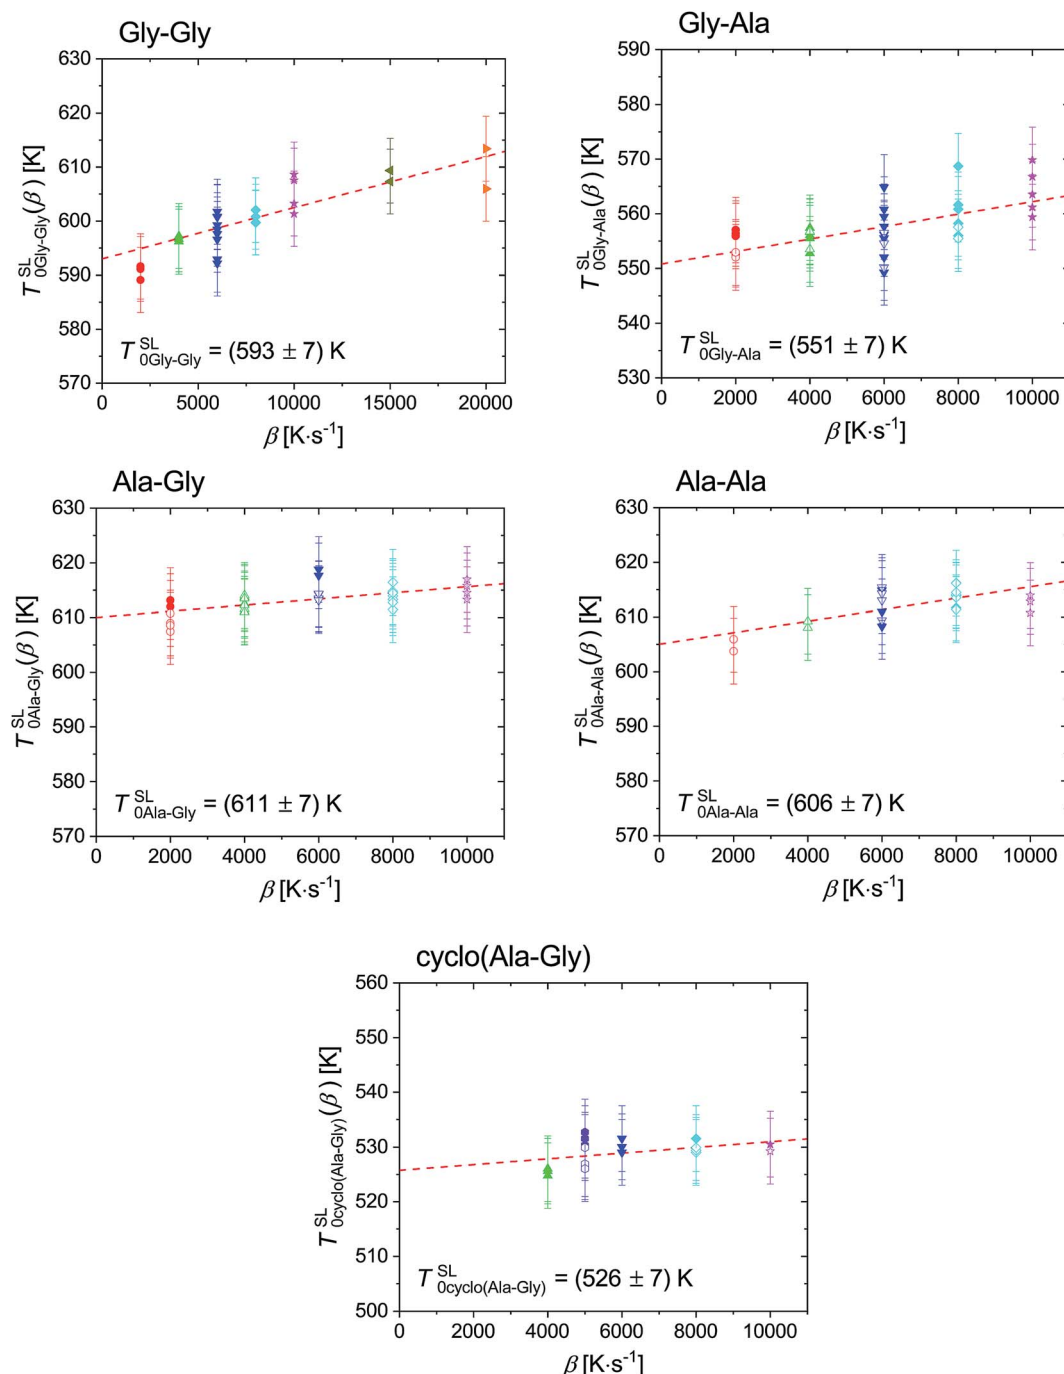 Gly-Gly
T SL 0Gly-Gly (β) [K]
630
620
610
600
590
580
570
T SL 0Gly-Gly = (593 ± 7) K
0 5000 10000 15000 20000
β [K·s⁻¹]
Gly-Ala
T SL 0Gly-Ala (β) [K]
590
580
570
560
550
540
530
T SL 0Gly-Ala = (551 ± 7) K
0 2000 4000 6000 8000 10000
β [K·s⁻¹]
Ala-Gly
T SL 0Ala-Gly (β) [K]
630
620
610
600
590
580
570
T SL 0Ala-Gly = (611 ± 7) K
0 2000 4000 6000 8000 10000
β [K·s⁻¹]
Ala-Ala
T SL 0Ala-Ala (β) [K]
630
620
610
600
590
580
570
T SL 0Ala-Ala = (606 ± 7) K
0 2000 4000 6000 8000 10000
β [K·s⁻¹]
cyclo(Ala-Gly)
T SL 0cyclo(Ala-Gly) (β) [K]
560
550
540
530
520
510
500
T SL 0cyclo(Ala-Gly) = (526 ± 7) K
0 2000 4000 6000 8000 10000
β [K·s⁻¹]